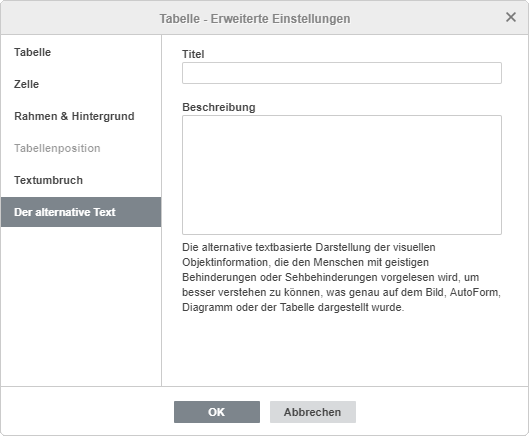 Tabelle - Erweiterte Einstellungen
Tabelle
Zelle
Rahmen & Hintergrund
Tabellenposition
Textumbruch
Der alternative Text
Titel
Beschreibung
Die alternative textbasierte Darstellung der visuellen
Objektinformation, die den Menschen mit geistigen
Behinderungen oder Sehbehinderungen vorgelesen wird, um
besser verstehen zu können, was genau auf dem Bild, AutoForm,
Diagramm oder der Tabelle dargestellt wurde.
OK
Abbrechen